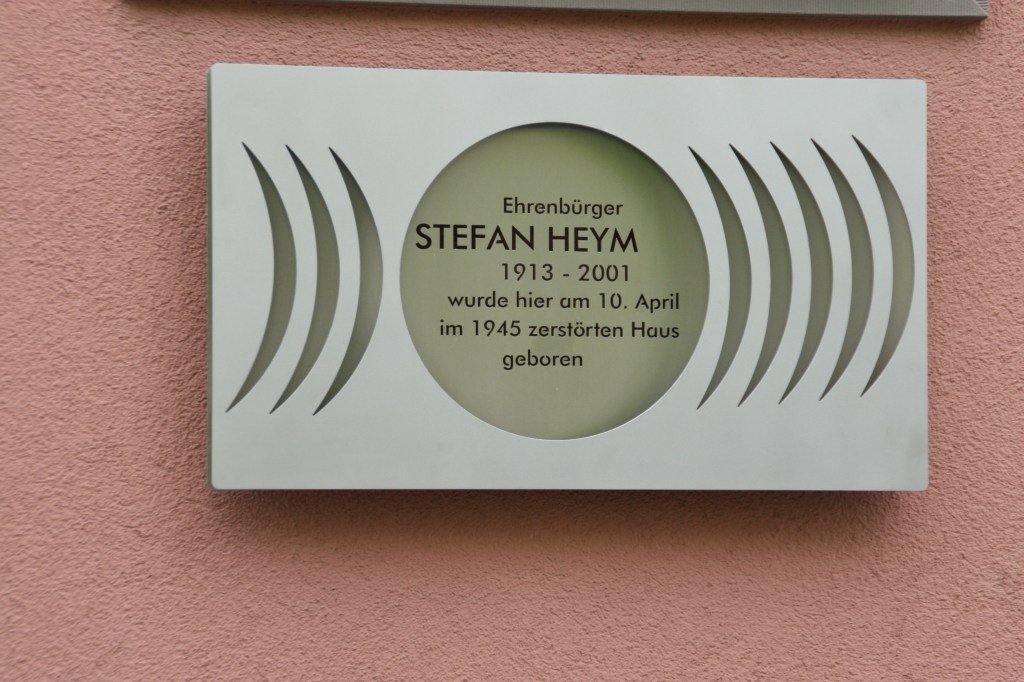 Ehrenbürger
STEFAN HEYM
1913 - 2001
wurde hier am 10. April
im 1945 zerstörten Haus
geboren